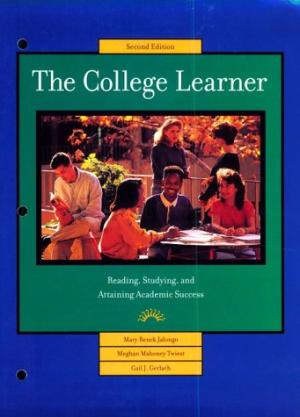 Second Edition
The College Learner
Reading, Studying, and
Attaining Academic Success
Mary Renck Jalongo
Meghan Mahoney Twiest
Gail J. Gerlach